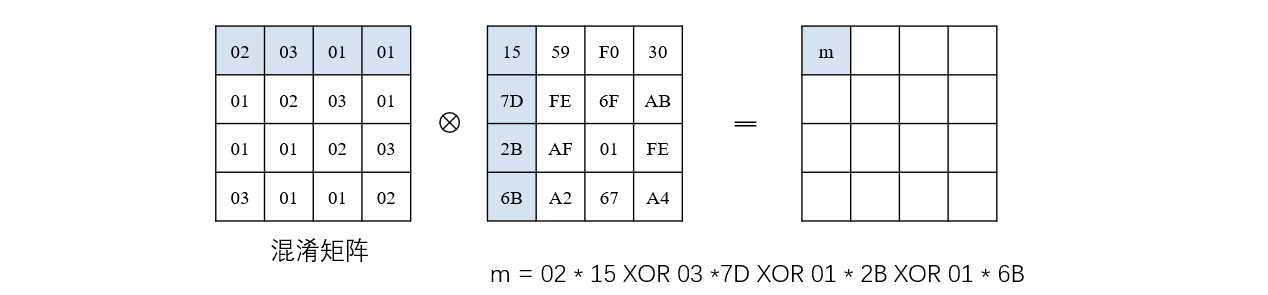 02 03 01 01 15 59 F0 30 m
01 02 03 01 7D FE 6F AB
⊗ =
01 01 02 03 2B AF 01 FE
03 01 01 02 6B A2 67 A4
混淆矩阵
m = 02 * 15 XOR 03 *7D XOR 01 * 2B XOR 01 * 6B